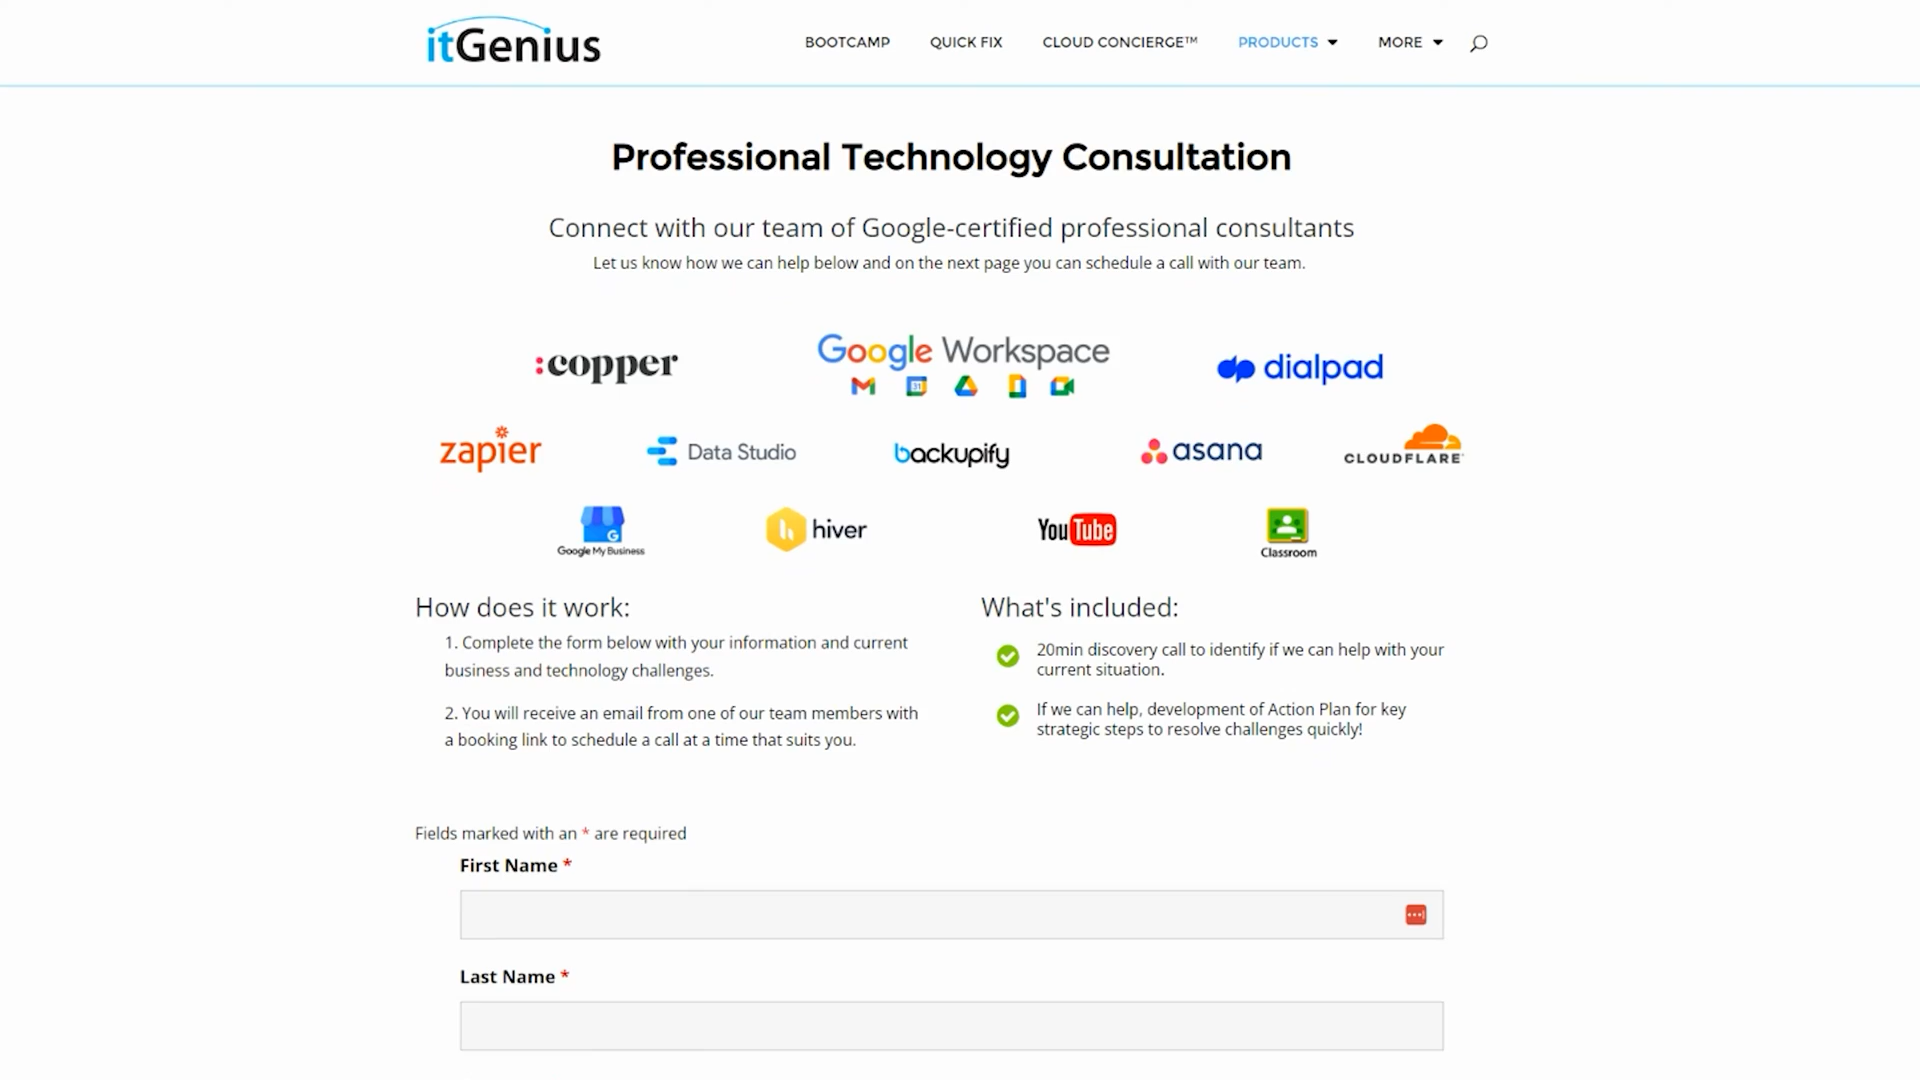 itGenius
BOOTCAMP QUICK FIX CLOUD CONCIERGE™ PRODUCTS MORE
Professional Technology Consultation
Connect with our team of Google-certified professional consultants
Let us know how we can help below and on the next page you can schedule a call with our team.
:copper
Google Workspace
31
dialpad
zapier
Data Studio
backupify
asana
CLOUDFLARE
G
Google My Business
hiver
YouTube
Classroom
How does it work:
1. Complete the form below with your information and current
business and technology challenges.
2. You will receive an email from one of our team members with
a booking link to schedule a call at a time that suits you.
What's included:
20min discovery call to identify if we can help with your
current situation.
If we can help, development of Action Plan for key
strategic steps to resolve challenges quickly!
Fields marked with an * are required
First Name *
Last Name *